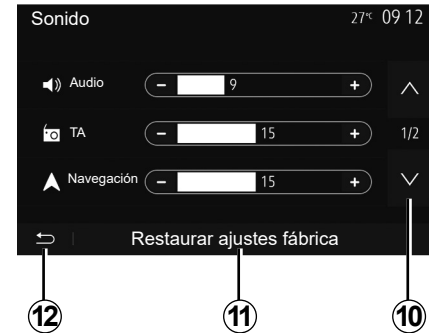 Sonido 27°C 09 12
Audio - 9 +
TA - 15 + 1/2
Navegación - 15 +
Restaurar ajustes fábrica
12 11 10